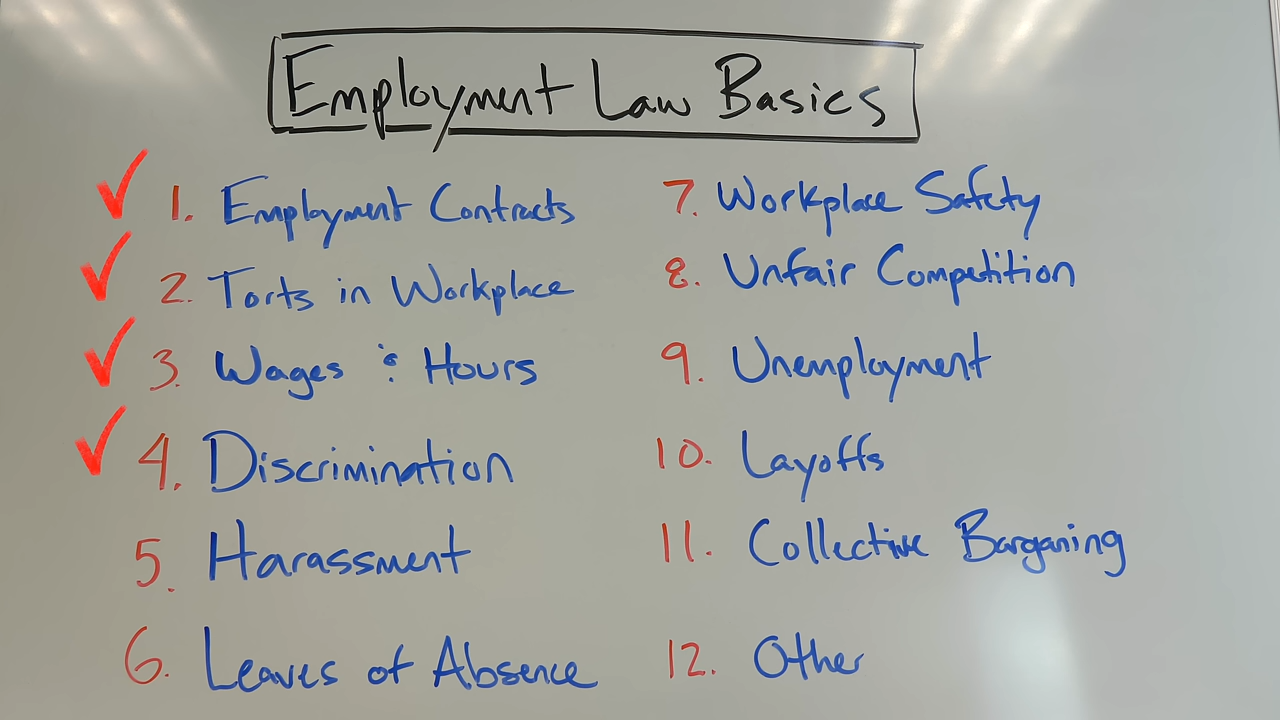 Employment Law Basics
1. Employment Contracts
2. Torts in Workplace
3. Wages & Hours
4. Discrimination
5. Harassment
6. Leaves of Absence
7. Workplace Safety
8. Unfair Competition
9. Unemployment
10. Layoffs
11. Collective Barganing
12. Other